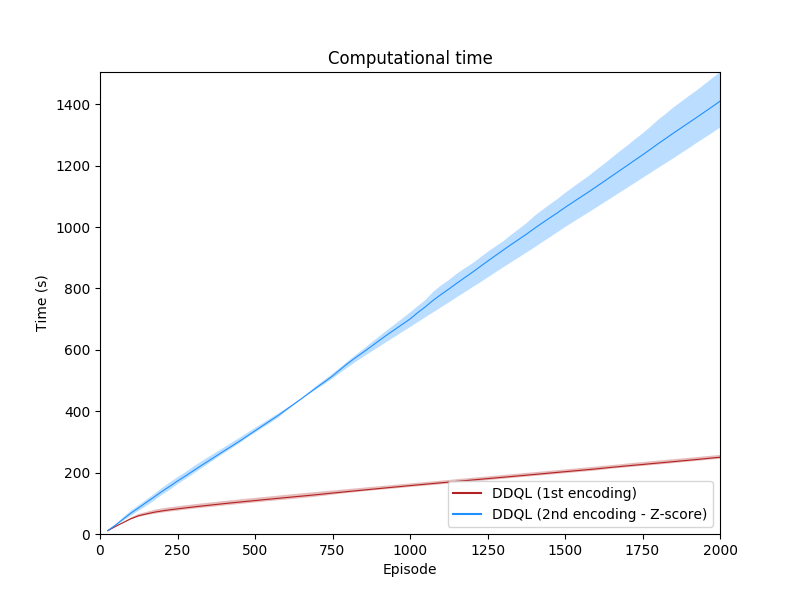 Computational time
1400
1200
1000
800
600
400
200
0
Time (s)
0 250 500 750 1000 1250 1500 1750 2000
Episode
DDQL (1st encoding)
DDQL (2nd encoding - Z-score)